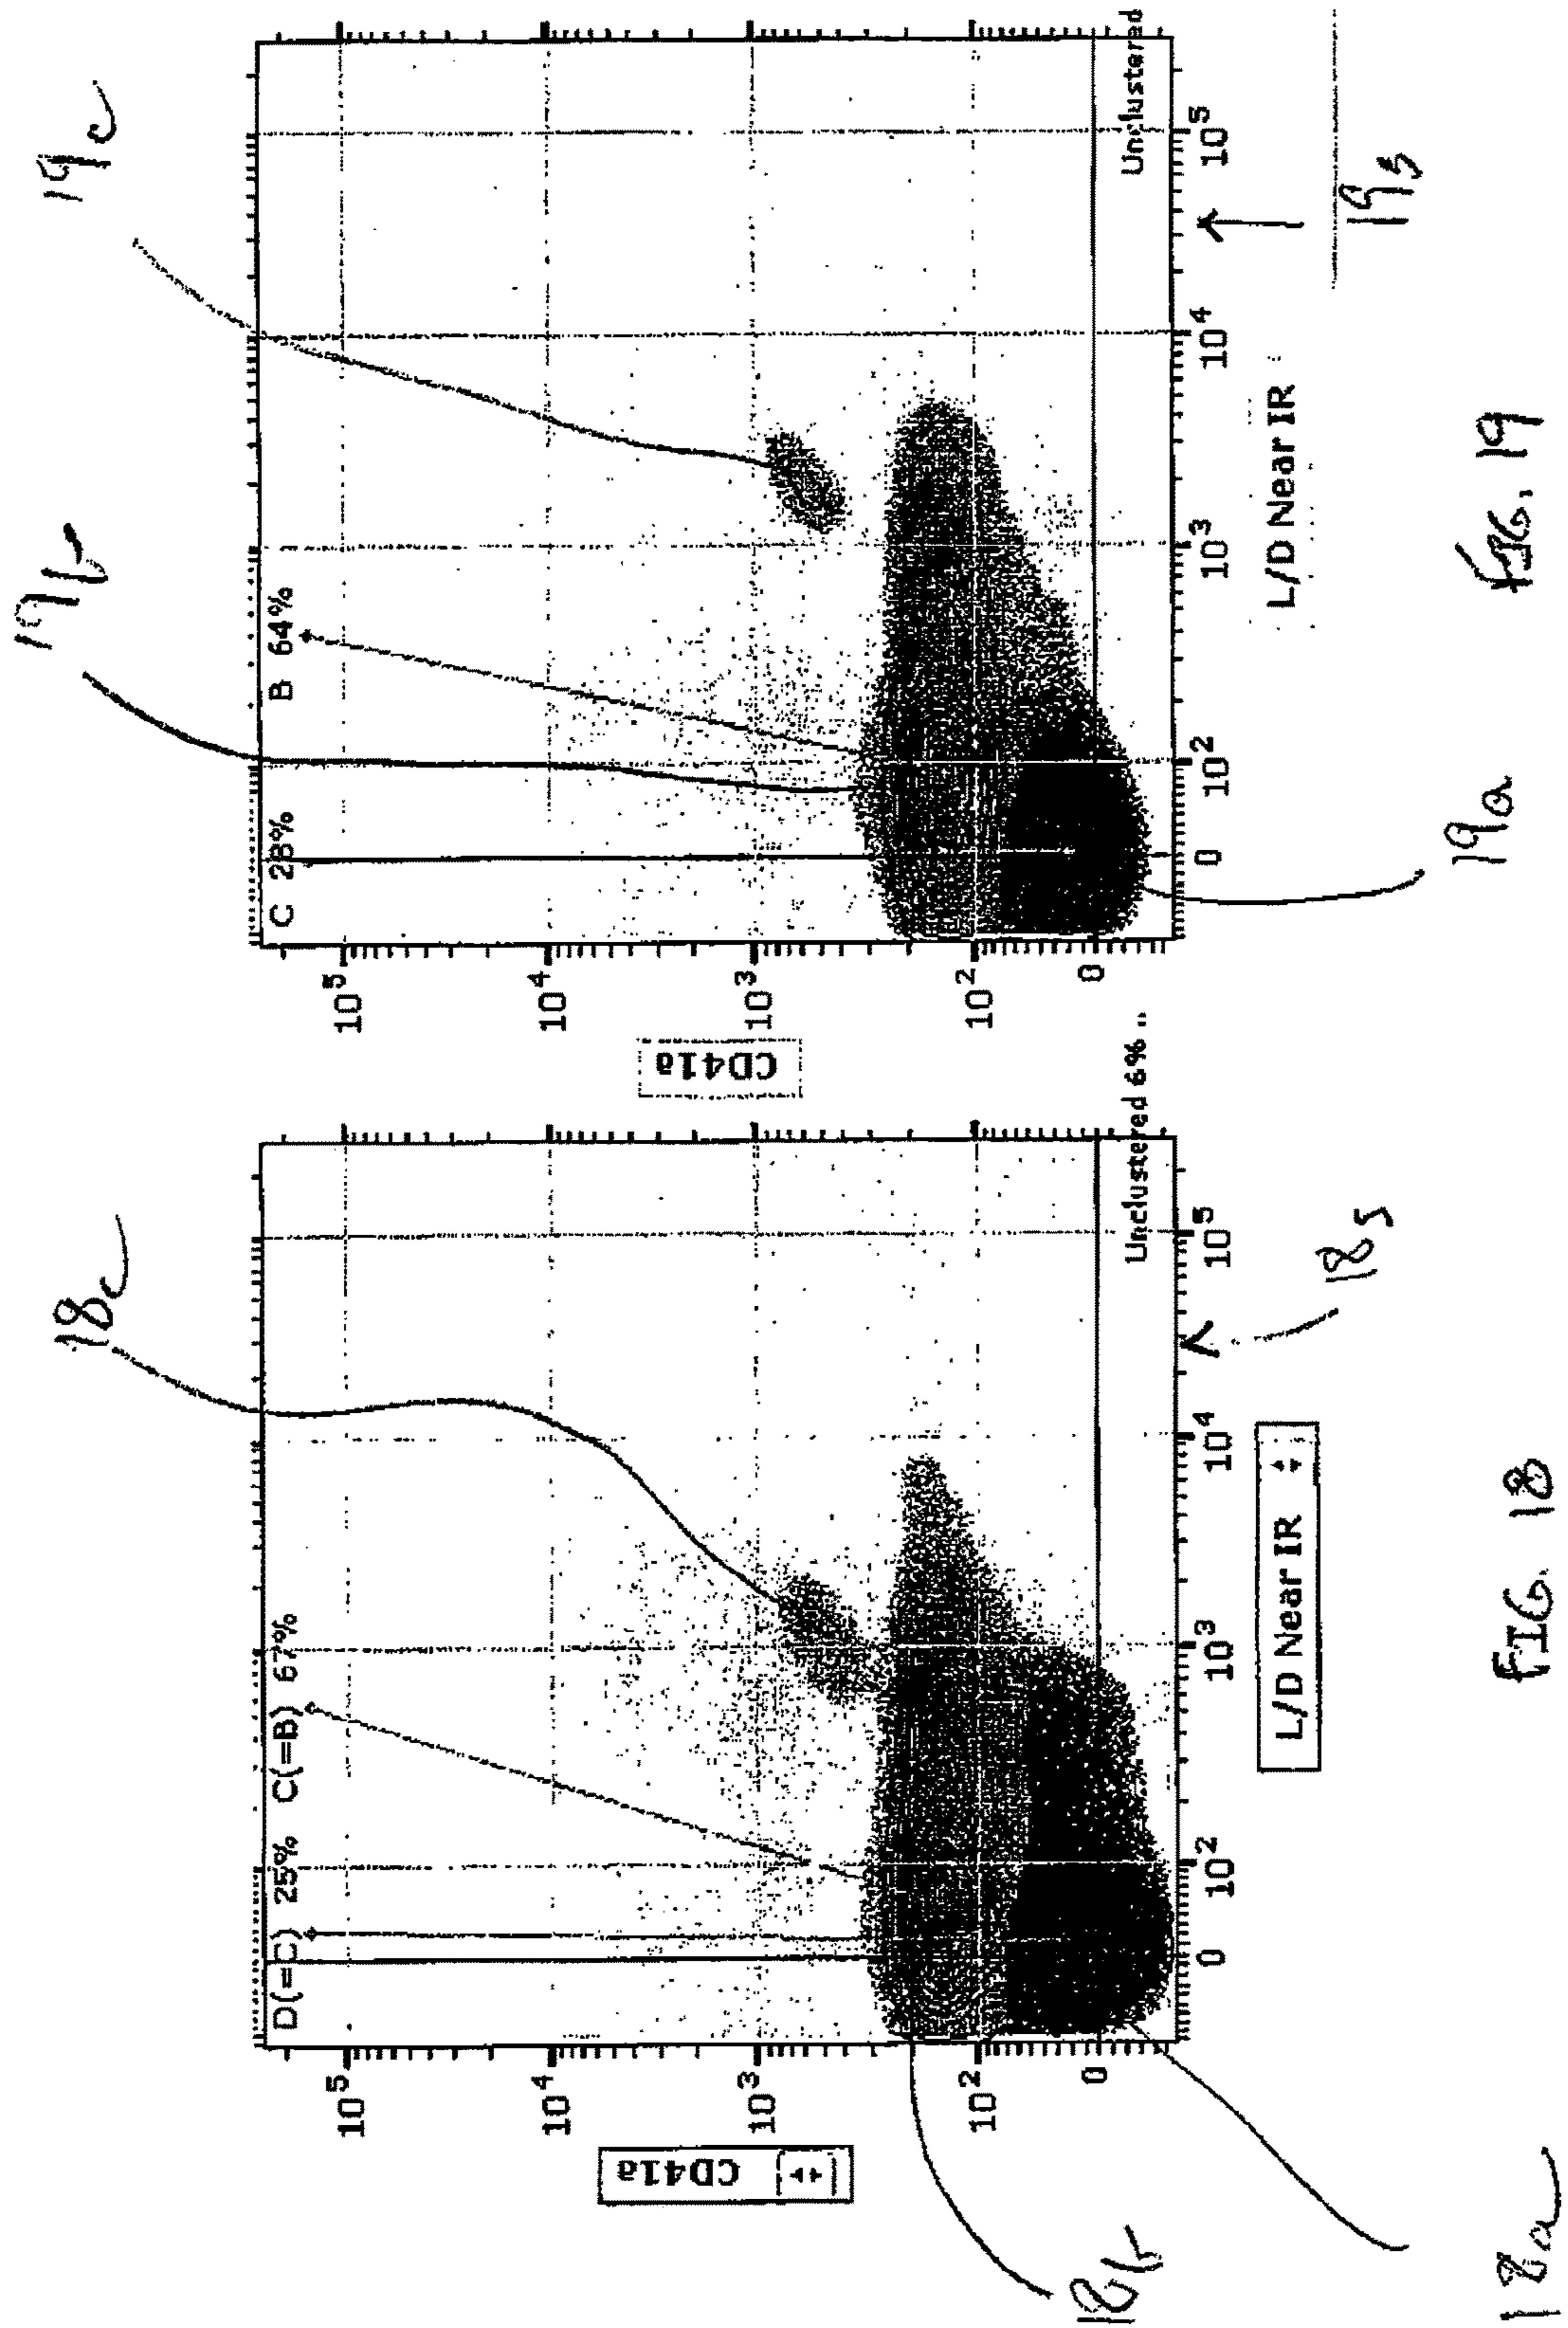 18c
D(=C) 25% C(=B) 67%
10⁵
10⁴
10³
10²
0
CD41a
Unclustered 6% ..
0 10² 10³ 10⁴ 10⁵
L/D Near IR
18b
18a
18s
FIG. 18
19b
19c
C 28% B 64%
10⁵
10⁴
10³
10²
0
CD41a
Unclustered
0 10² 10³ 10⁴ 10⁵
L/D Near IR
19a
19s
FIG. 19